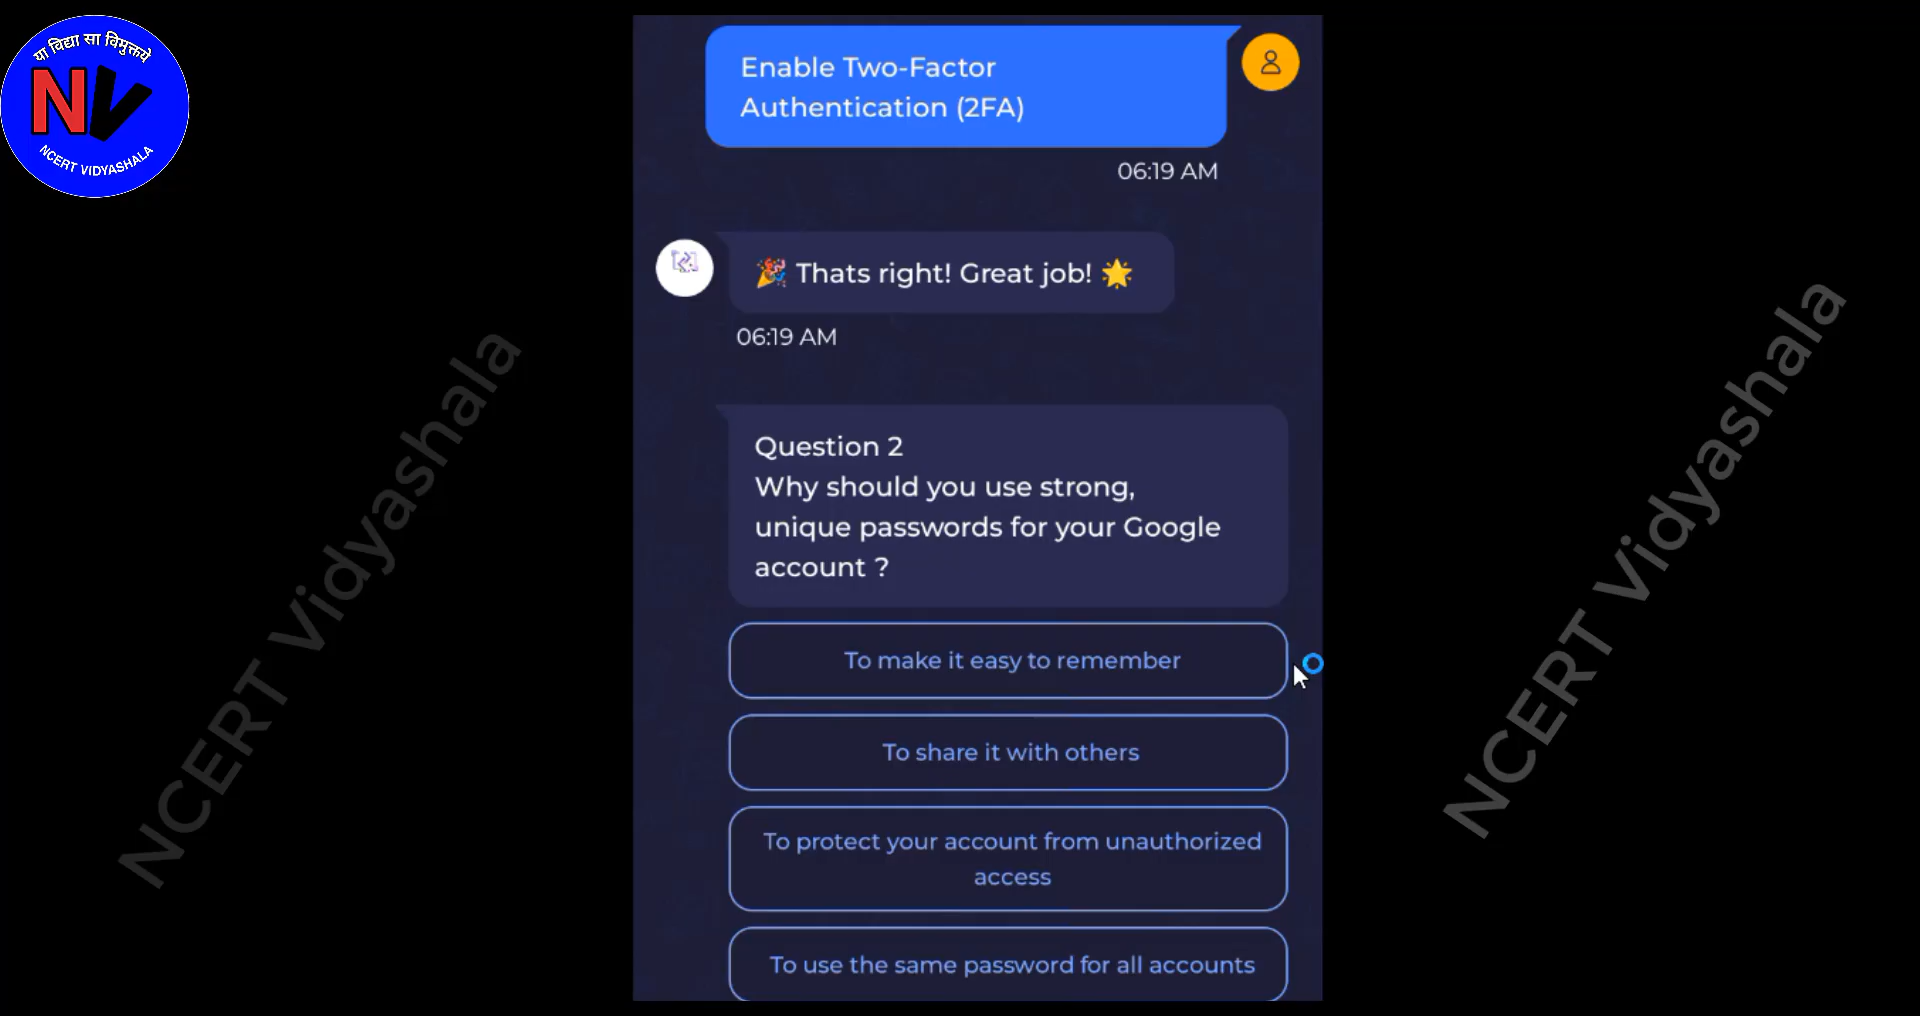 या विद्या सा विमुक्तये
NV
NCERT VIDYASHALA
Enable Two-Factor
Authentication (2FA)
06:19 AM
🎉 Thats right! Great job! 🌟
06:19 AM
Question 2
Why should you use strong,
unique passwords for your Google
account ?
To make it easy to remember
To share it with others
To protect your account from unauthorized
access
To use the same password for all accounts
NCERT Vidyashala
NCERT Vidyashala